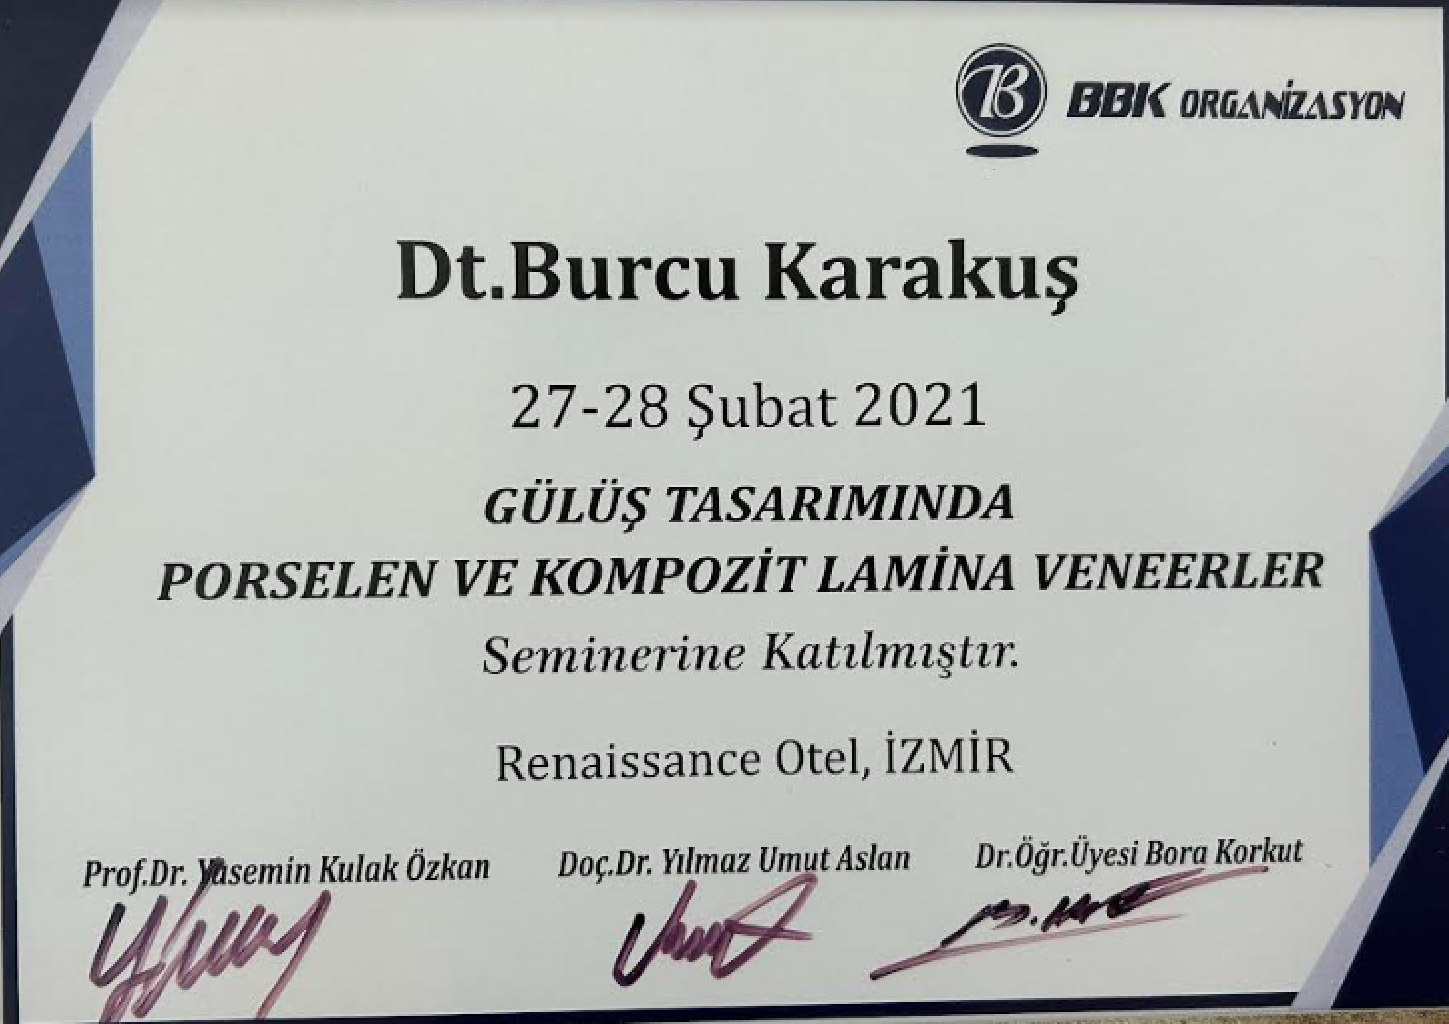 B BBK ORGANİZASYON
Dt.Burcu Karakuş
27-28 Şubat 2021
GÜLÜŞ TASARIMINDA
PORSELEN VE KOMPOZİT LAMİNA VENEERLER
Seminerine Katılmıştır.
Renaissance Otel, İZMİR
Prof.Dr. Yasemin Kulak Özkan Doç.Dr. Yılmaz Umut Aslan Dr.Öğr.Üyesi Bora Korkut